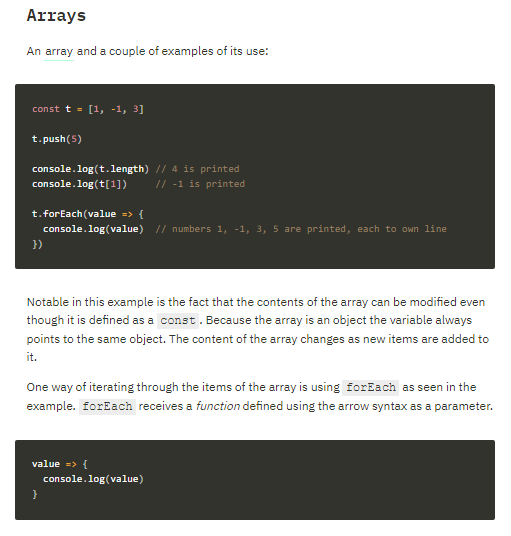 Arrays
An array and a couple of examples of its use:
const t = [1, -1, 3]
t.push(5)
console.log(t.length) // 4 is printed
console.log(t[1])     // -1 is printed
t.forEach(value => {
  console.log(value)  // numbers 1, -1, 3, 5 are printed, each to own line
})
Notable in this example is the fact that the contents of the array can be modified even
though it is defined as a const. Because the array is an object the variable always
points to the same object. The content of the array changes as new items are added to
it.
One way of iterating through the items of the array is using forEach as seen in the
example. forEach receives a function defined using the arrow syntax as a parameter.
value => {
  console.log(value)
}